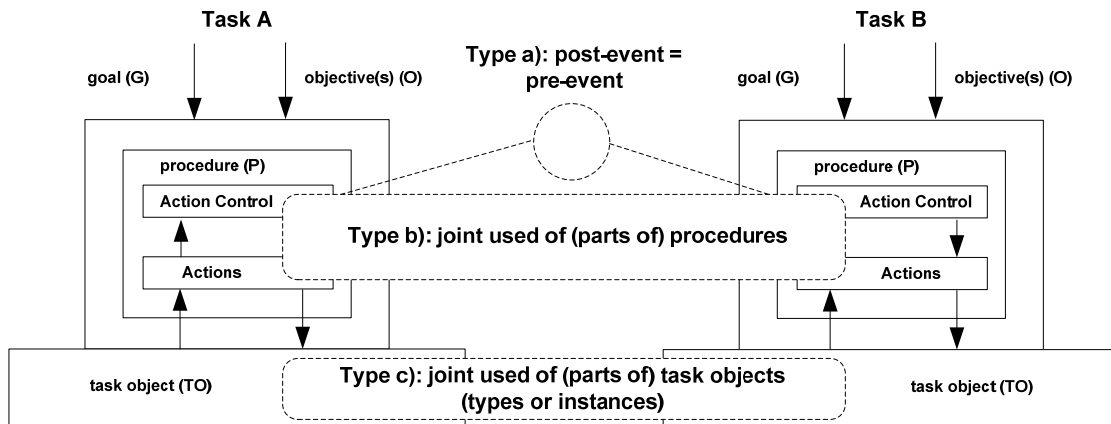 Task A
Task B
Type a): post-event =
pre-event
goal (G)
objective(s) (O)
goal (G)
objective(s) (O)
procedure (P)
Action Control
Actions
procedure (P)
Action Control
Actions
Type b): joint used of (parts of) procedures
task object (TO)
Type c): joint used of (parts of) task objects
(types or instances)
task object (TO)